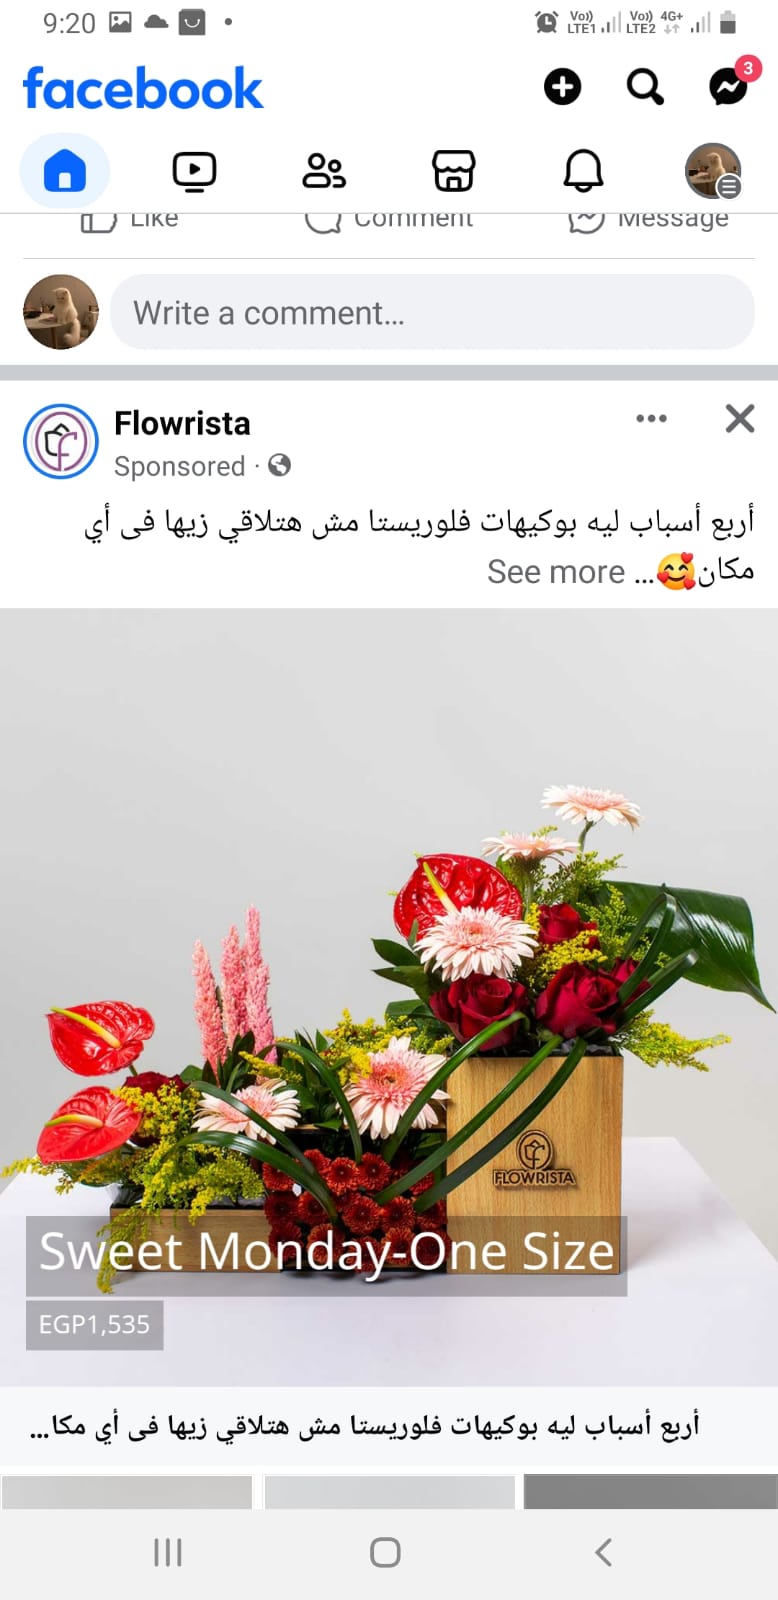 9:20
Vo)) LTE1 Vo)) LTE2 4G+
facebook
3
Like Comment Message
Write a comment...
Flowrista
Sponsored ·
أربع أسباب ليه بوكيهات فلوريستا مش هتلاقي زيها فى أي
مكان🥰... See more
FLOWRISTA
Sweet Monday-One Size
EGP1,535
أربع أسباب ليه بوكيهات فلوريستا مش هتلاقي زيها فى أي مكا...